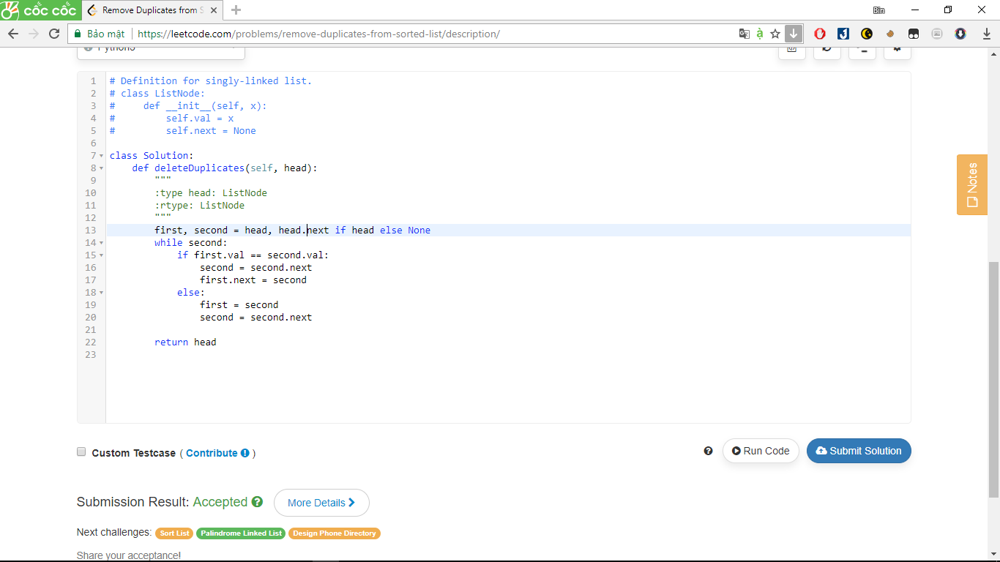 cốc cốc Remove Duplicates from S Bin
Bảo mật https://leetcode.com/problems/remove-duplicates-from-sorted-list/description/
Python3
1 # Definition for singly-linked list.
2 # class ListNode:
3 #     def __init__(self, x):
4 #         self.val = x
5 #         self.next = None
6
7 class Solution:
8     def deleteDuplicates(self, head):
9         """
10         :type head: ListNode
11         :rtype: ListNode
12         """
13         first, second = head, head.next if head else None
14         while second:
15             if first.val == second.val:
16                 second = second.next
17                 first.next = second
18             else:
19                 first = second
20                 second = second.next
21
22         return head
23
Notes
Custom Testcase ( Contribute )
Run Code Submit Solution
Submission Result: Accepted More Details
Next challenges: Sort List Palindrome Linked List Design Phone Directory
Share your acceptance!